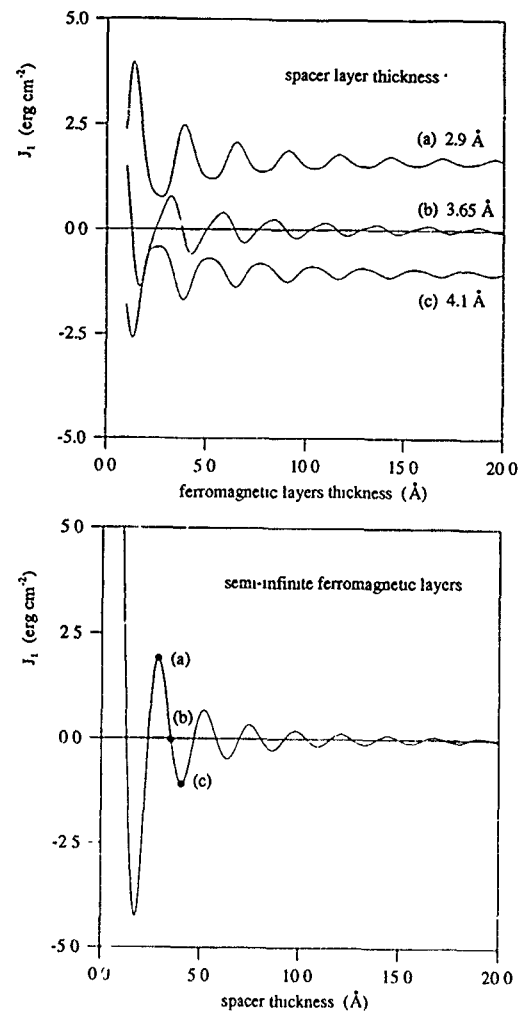 5.0
spacer layer thickness
J₁ (erg cm⁻²)
2.5
(a) 2.9 Å
(b) 3.65 Å
0 0
(c) 4.1 Å
-2.5
-5.0
0 0 5 0 10 0 15 0 20 0
ferromagnetic layers thickness (Å)
5 0
semi-infinite ferromagnetic layers
J₁ (erg cm⁻²)
2 5
(a)
(b)
0 0
(c)
-2 5
-5 0
0 0 5 0 10 0 15 0 20 0
spacer thickness (Å)